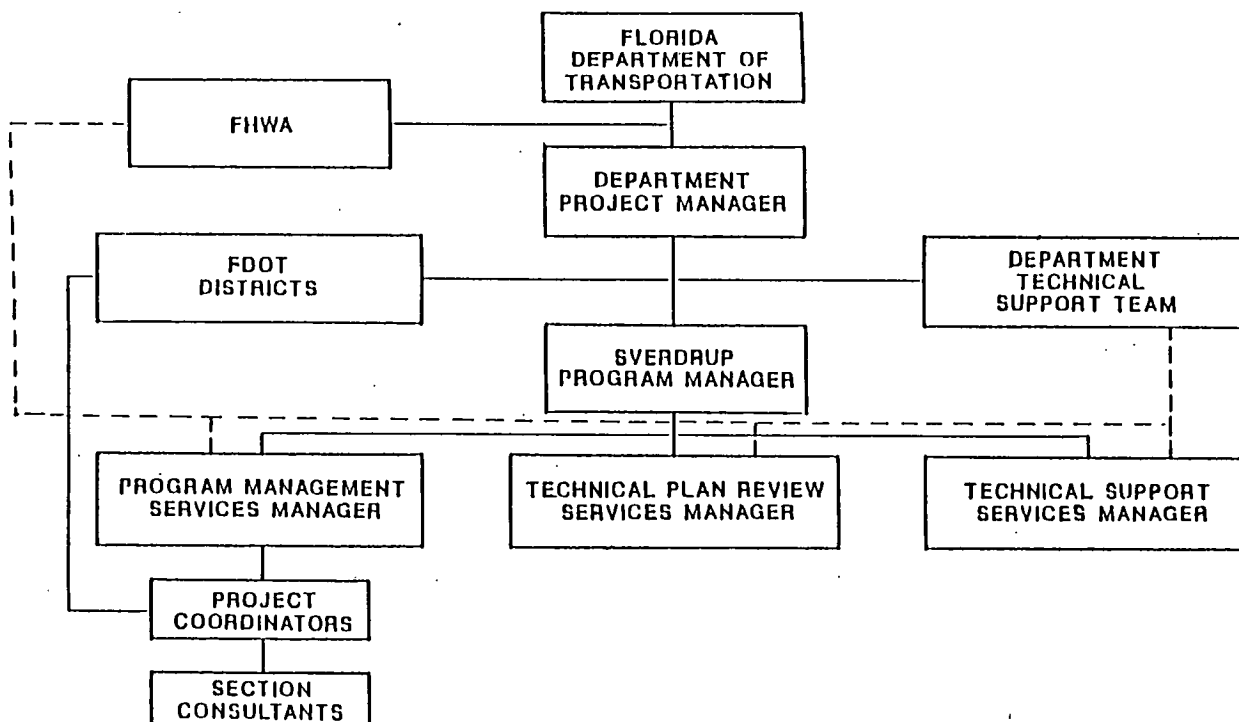 FLORIDA
DEPARTMENT OF
TRANSPORTATION
FHWA
DEPARTMENT
PROJECT MANAGER
FDOT
DISTRICTS
DEPARTMENT
TECHNICAL
SUPPORT TEAM
SVERDRUP
PROGRAM MANAGER
PROGRAM MANAGEMENT
SERVICES MANAGER
TECHNICAL PLAN REVIEW
SERVICES MANAGER
TECHNICAL SUPPORT
SERVICES MANAGER
PROJECT
COORDINATORS
SECTION
CONSULTANTS